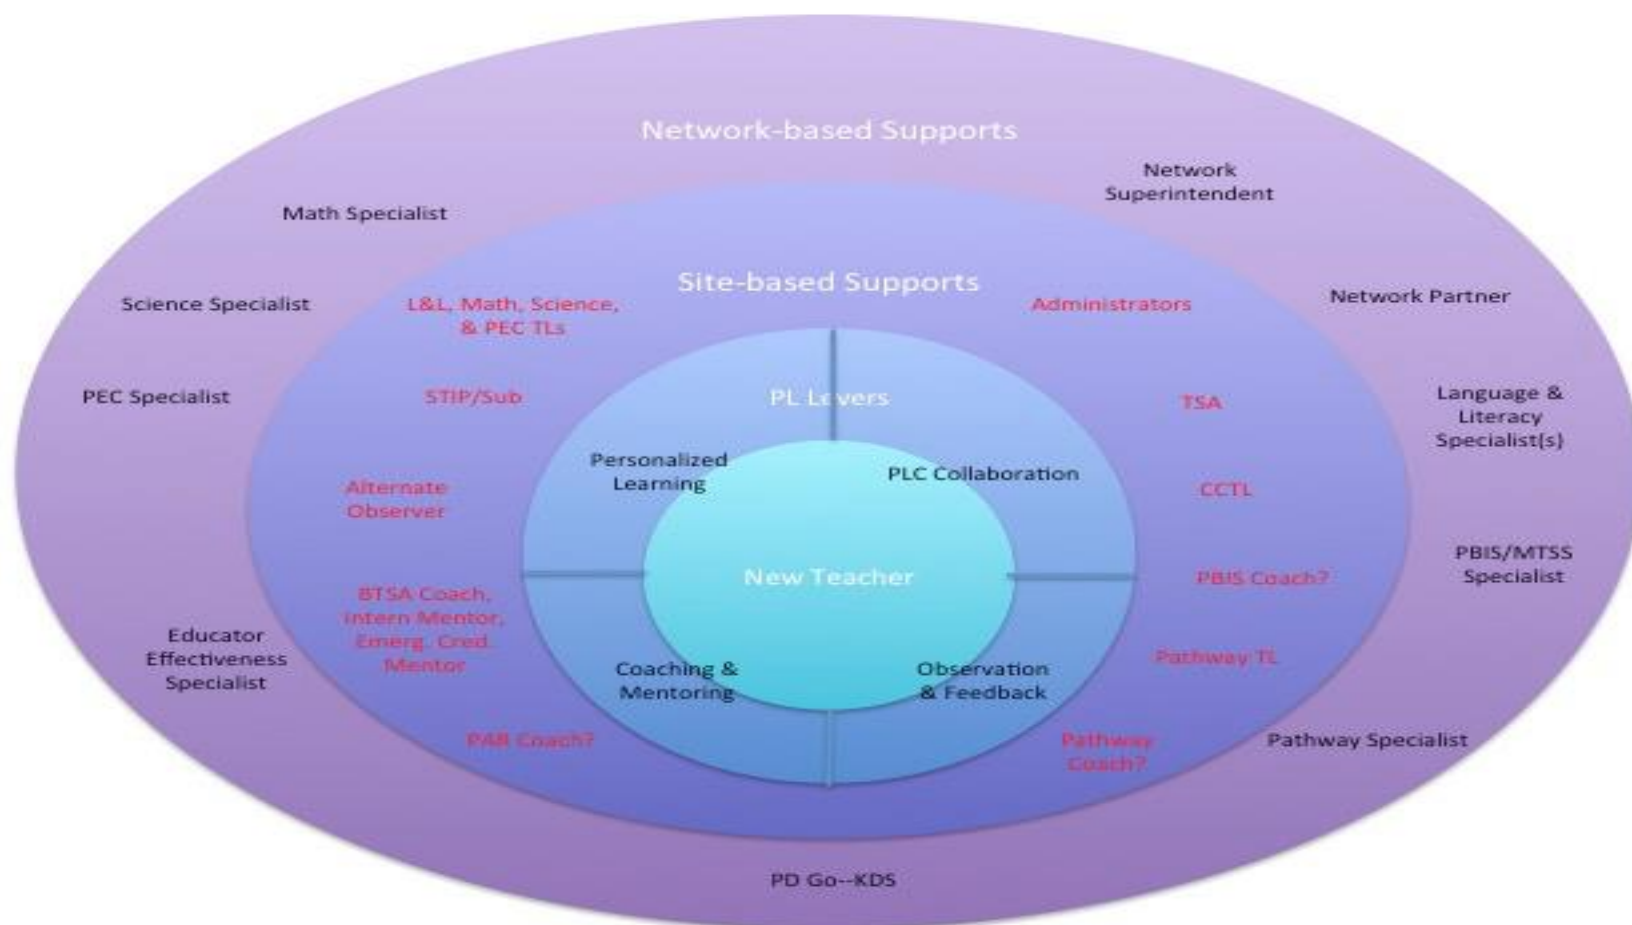 Network-based Supports
Network
Superintendent
Math Specialist
Site-based Supports
Science Specialist
L&L, Math, Science,
& PEC TLs
Administrators
Network Partner
PEC Specialist
STIP/Sub
PL Levers
TSA
Language &
Literacy
Specialist(s)
Personalized
Learning
PLC Collaboration
Alternate
Observer
CCTL
New Teacher
PBIS Coach?
PBIS/MTSS
Specialist
BTSA Coach,
Intern Mentor,
Emerg. Cred.
Mentor
Educator
Effectiveness
Specialist
Coaching &
Mentoring
Observation
& Feedback
Pathway TL
PAR Coach?
Pathway
Coach?
Pathway Specialist
PD Go--KDS